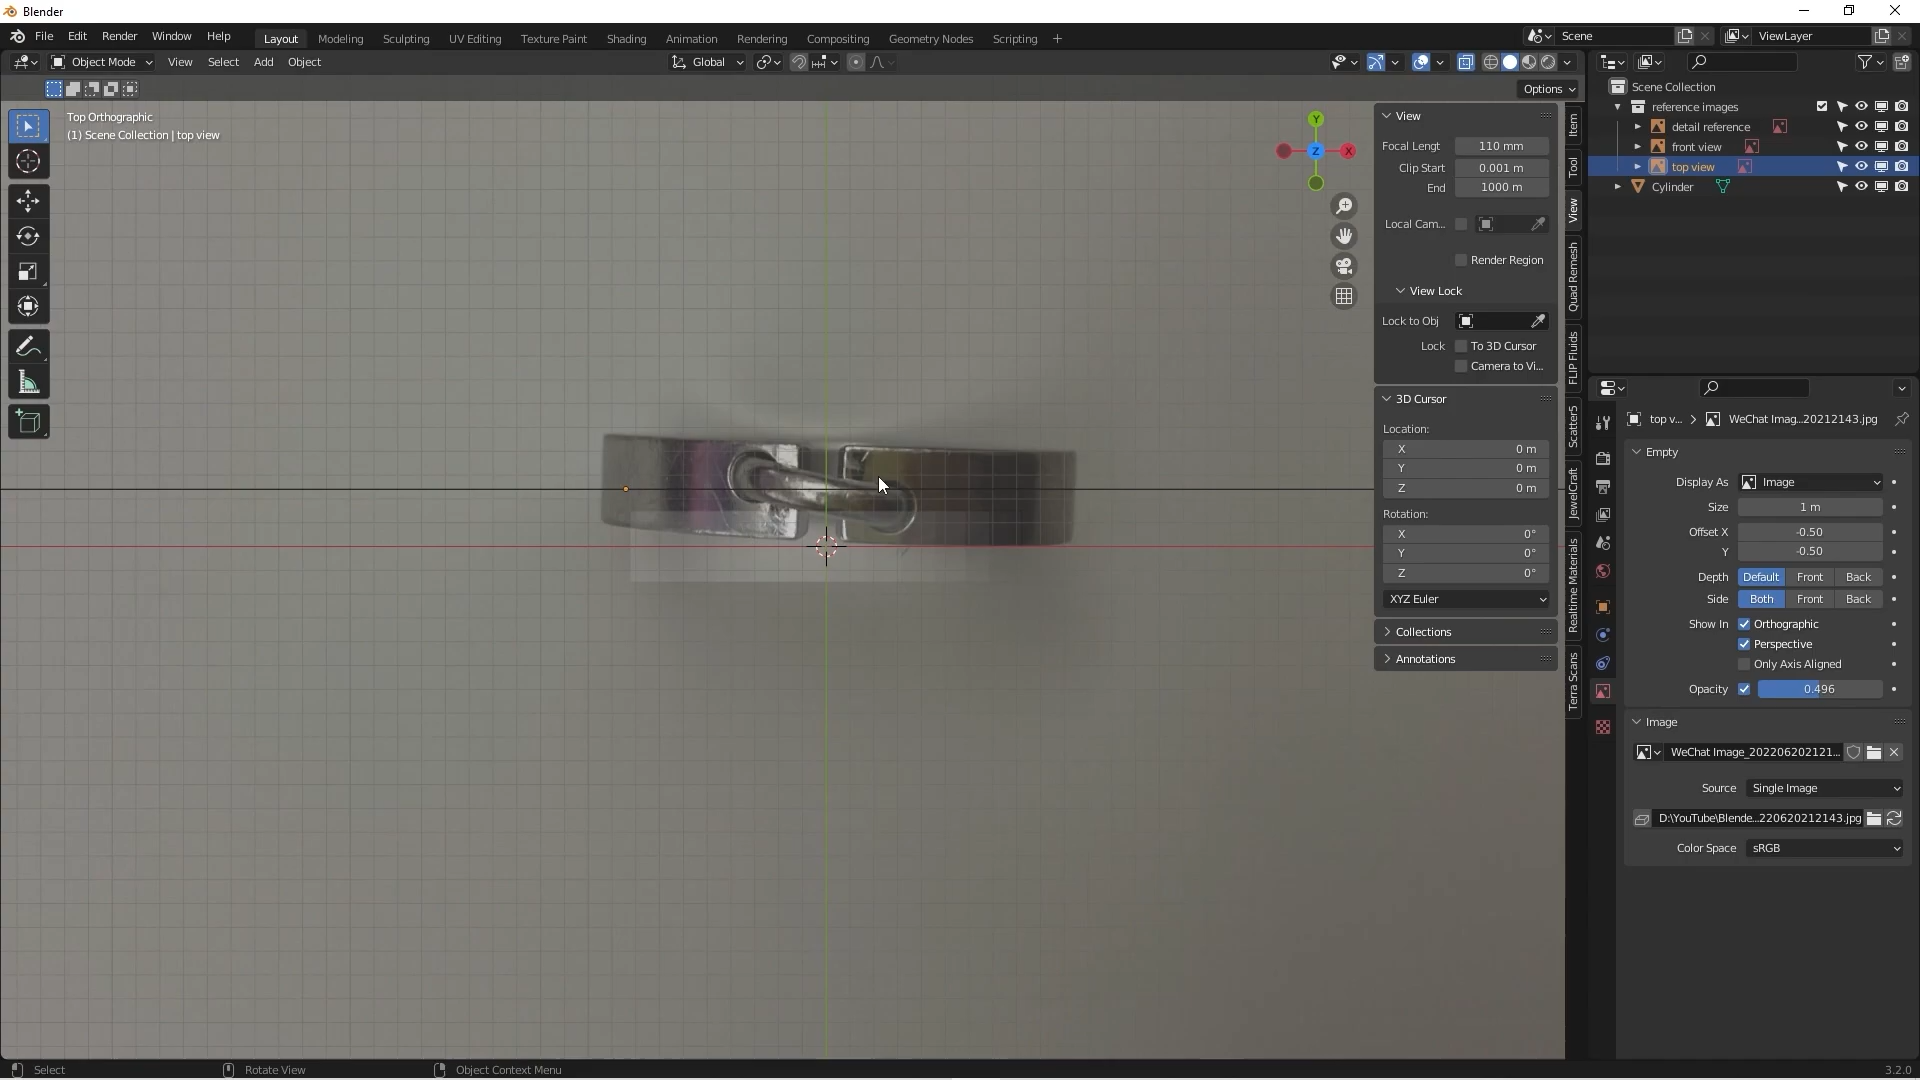 Blender
File Edit Render Window Help Layout Modeling Sculpting UV Editing Texture Paint Shading Animation Rendering Compositing Geometry Nodes Scripting + Scene ViewLayer
Object Mode View Select Add Object Global
Options
Top Orthographic
(1) Scene Collection | top view
Y
Z X
View
Focal Lengt 110 mm
Clip Start 0.001 m
End 1000 m
Local Cam...
Render Region
View Lock
Lock to Obj
Lock To 3D Cursor
Camera to Vi...
3D Cursor
Location:
X 0 m
Y 0 m
Z 0 m
Rotation:
X 0°
Y 0°
Z 0°
XYZ Euler
Collections
Annotations
Item
Tool
View
Quad Remesh
FLIP Fluids
Scatter5
JewelCraft
Realtime Materials
Terra Scans
Scene Collection
reference images
detail reference
front view
top view
Cylinder
top v... WeChat Imag...20212143.jpg
Empty
Display As Image
Size 1 m
Offset X -0.50
Y -0.50
Depth Default Front Back
Side Both Front Back
Show In Orthographic
Perspective
Only Axis Aligned
Opacity 0.496
Image
WeChat Image_202206202121...
Source Single Image
D:\YouTube\Blende...220620212143.jpg
Color Space sRGB
Select Rotate View Object Context Menu 3.2.0